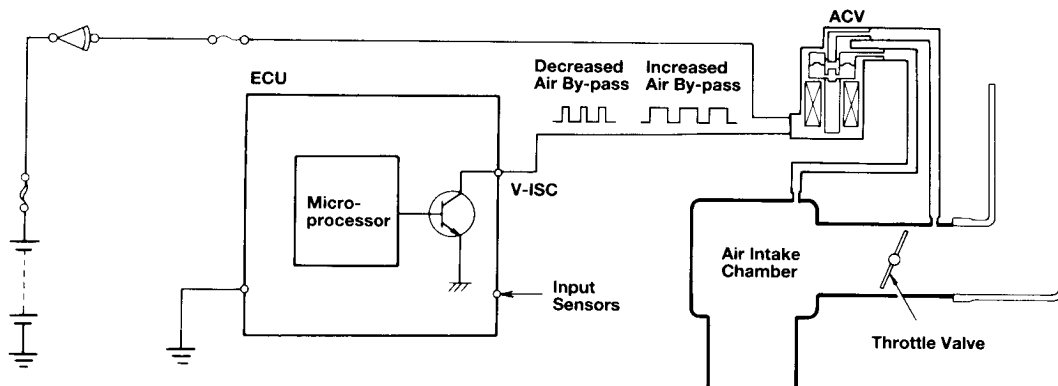 ACV
ECU
Decreased
Air By-pass
Increased
Air By-pass
Micro-
processor
V-ISC
Input
Sensors
Air Intake
Chamber
Throttle Valve